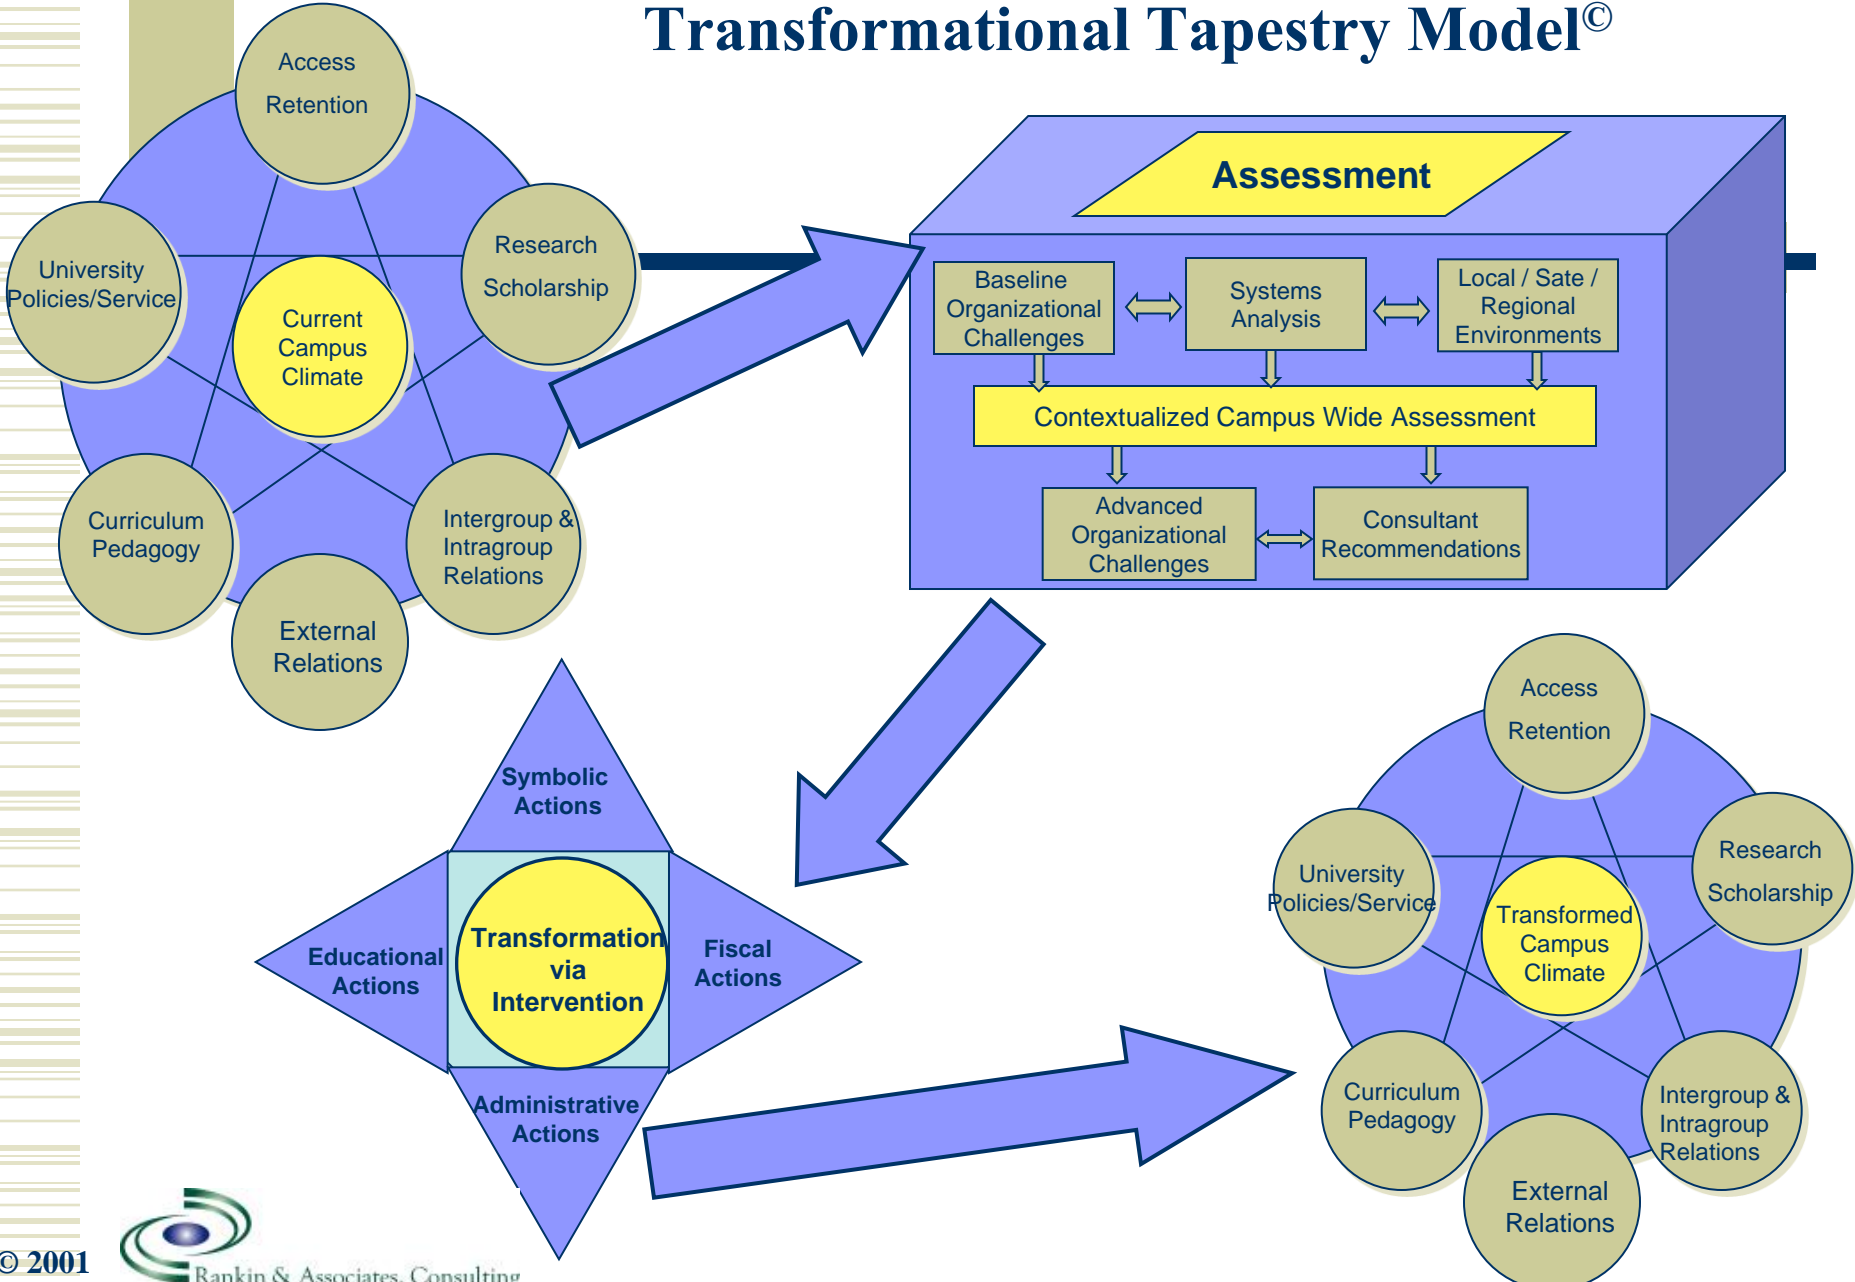 Transformational Tapestry Model©
Access
Retention
University
Policies/Service
Research
Scholarship
Current
Campus
Climate
Curriculum
Pedagogy
Intergroup &
Intragroup
Relations
External
Relations
Assessment
Baseline
Organizational
Challenges
Systems
Analysis
Local / Sate /
Regional
Environments
Contextualized Campus Wide Assessment
Advanced
Organizational
Challenges
Consultant
Recommendations
Symbolic
Actions
Educational
Actions
Transformation
via
Intervention
Fiscal
Actions
Administrative
Actions
Access
Retention
University
Policies/Service
Research
Scholarship
Transformed
Campus
Climate
Curriculum
Pedagogy
Intergroup &
Intragroup
Relations
External
Relations
© 2001
Rankin & Associates, Consulting